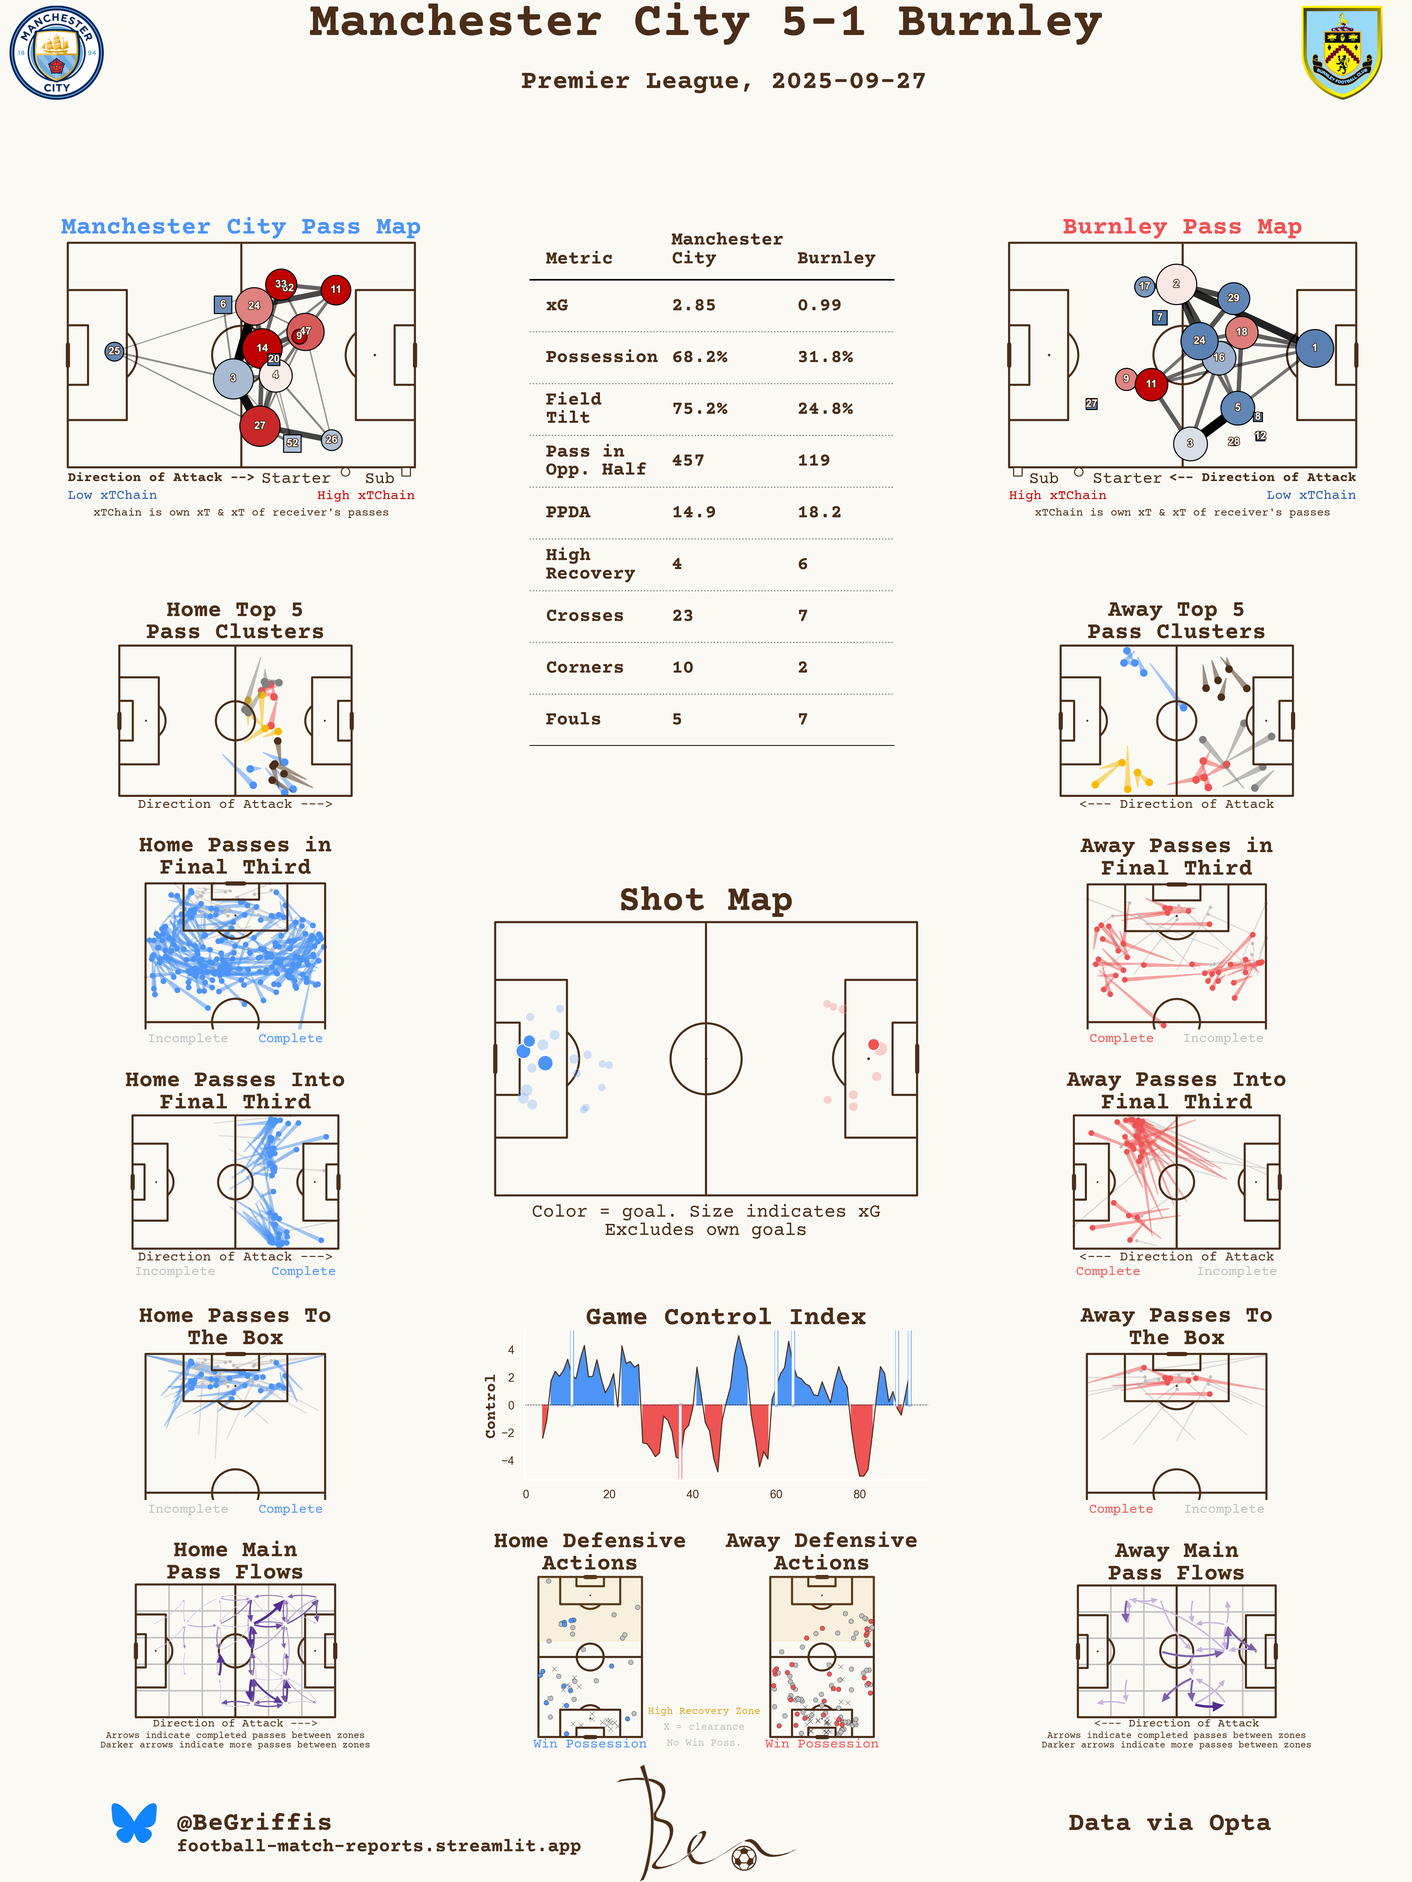 Manchester City 5-1 Burnley
Premier League, 2025-09-27
MANCHESTER
18 94
CITY
BURNLEY FOOTBALL CLUB
Manchester City Pass Map
6
24
33
11
47
9
14
20
25
3
4
27
52
26
Direction of Attack --> Starter Sub
Low xTChain High xTChain
xTChain is own xT & xT of receiver's passes
Metric Manchester City Burnley
xG 2.85 0.99
Possession 68.2% 31.8%
Field Tilt 75.2% 24.8%
Pass in Opp. Half 457 119
PPDA 14.9 18.2
High Recovery 4 6
Crosses 23 7
Corners 10 2
Fouls 5 7
Burnley Pass Map
17
2
29
7
18
24
16
1
9
11
27
5
8
3
28
12
Sub Starter <-- Direction of Attack
High xTChain Low xTChain
xTChain is own xT & xT of receiver's passes
Home Top 5
Pass Clusters
Direction of Attack --->
Away Top 5
Pass Clusters
<--- Direction of Attack
Home Passes in
Final Third
Incomplete Complete
Away Passes in
Final Third
Complete Incomplete
Shot Map
Color = goal. Size indicates xG
Excludes own goals
Home Passes Into
Final Third
Direction of Attack --->
Incomplete Complete
Away Passes Into
Final Third
<--- Direction of Attack
Complete Incomplete
Home Passes To
The Box
Incomplete Complete
Game Control Index
Control
4
2
0
−2
−4
0 20 40 60 80
Away Passes To
The Box
Complete Incomplete
Home Main
Pass Flows
Direction of Attack --->
Arrows indicate completed passes between zones
Darker arrows indicate more passes between zones
Home Defensive
Actions
Win Possession
High Recovery Zone
X = clearance
No Win Poss.
Away Defensive
Actions
Win Possession
Away Main
Pass Flows
<--- Direction of Attack
Arrows indicate completed passes between zones
Darker arrows indicate more passes between zones
@BeGriffis
football-match-reports.streamlit.app
Ben
Data via Opta